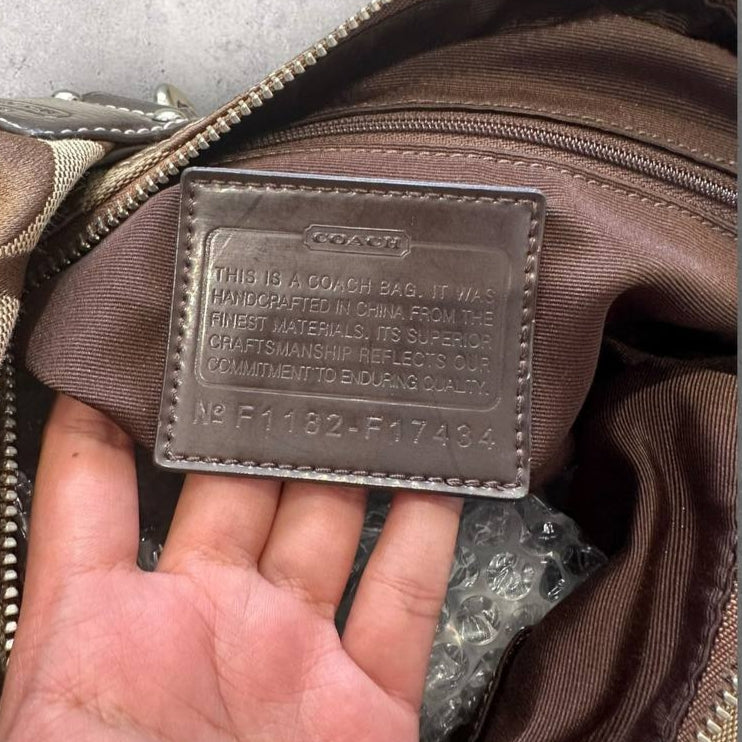 COACH
THIS IS A COACH BAG. IT WAS
HANDCRAFTED IN CHINA FROM THE
FINEST MATERIALS. ITS SUPERIOR
CRAFTSMANSHIP REFLECTS OUR
COMMITMENT TO ENDURING QUALITY.
Nº F1182-F17434